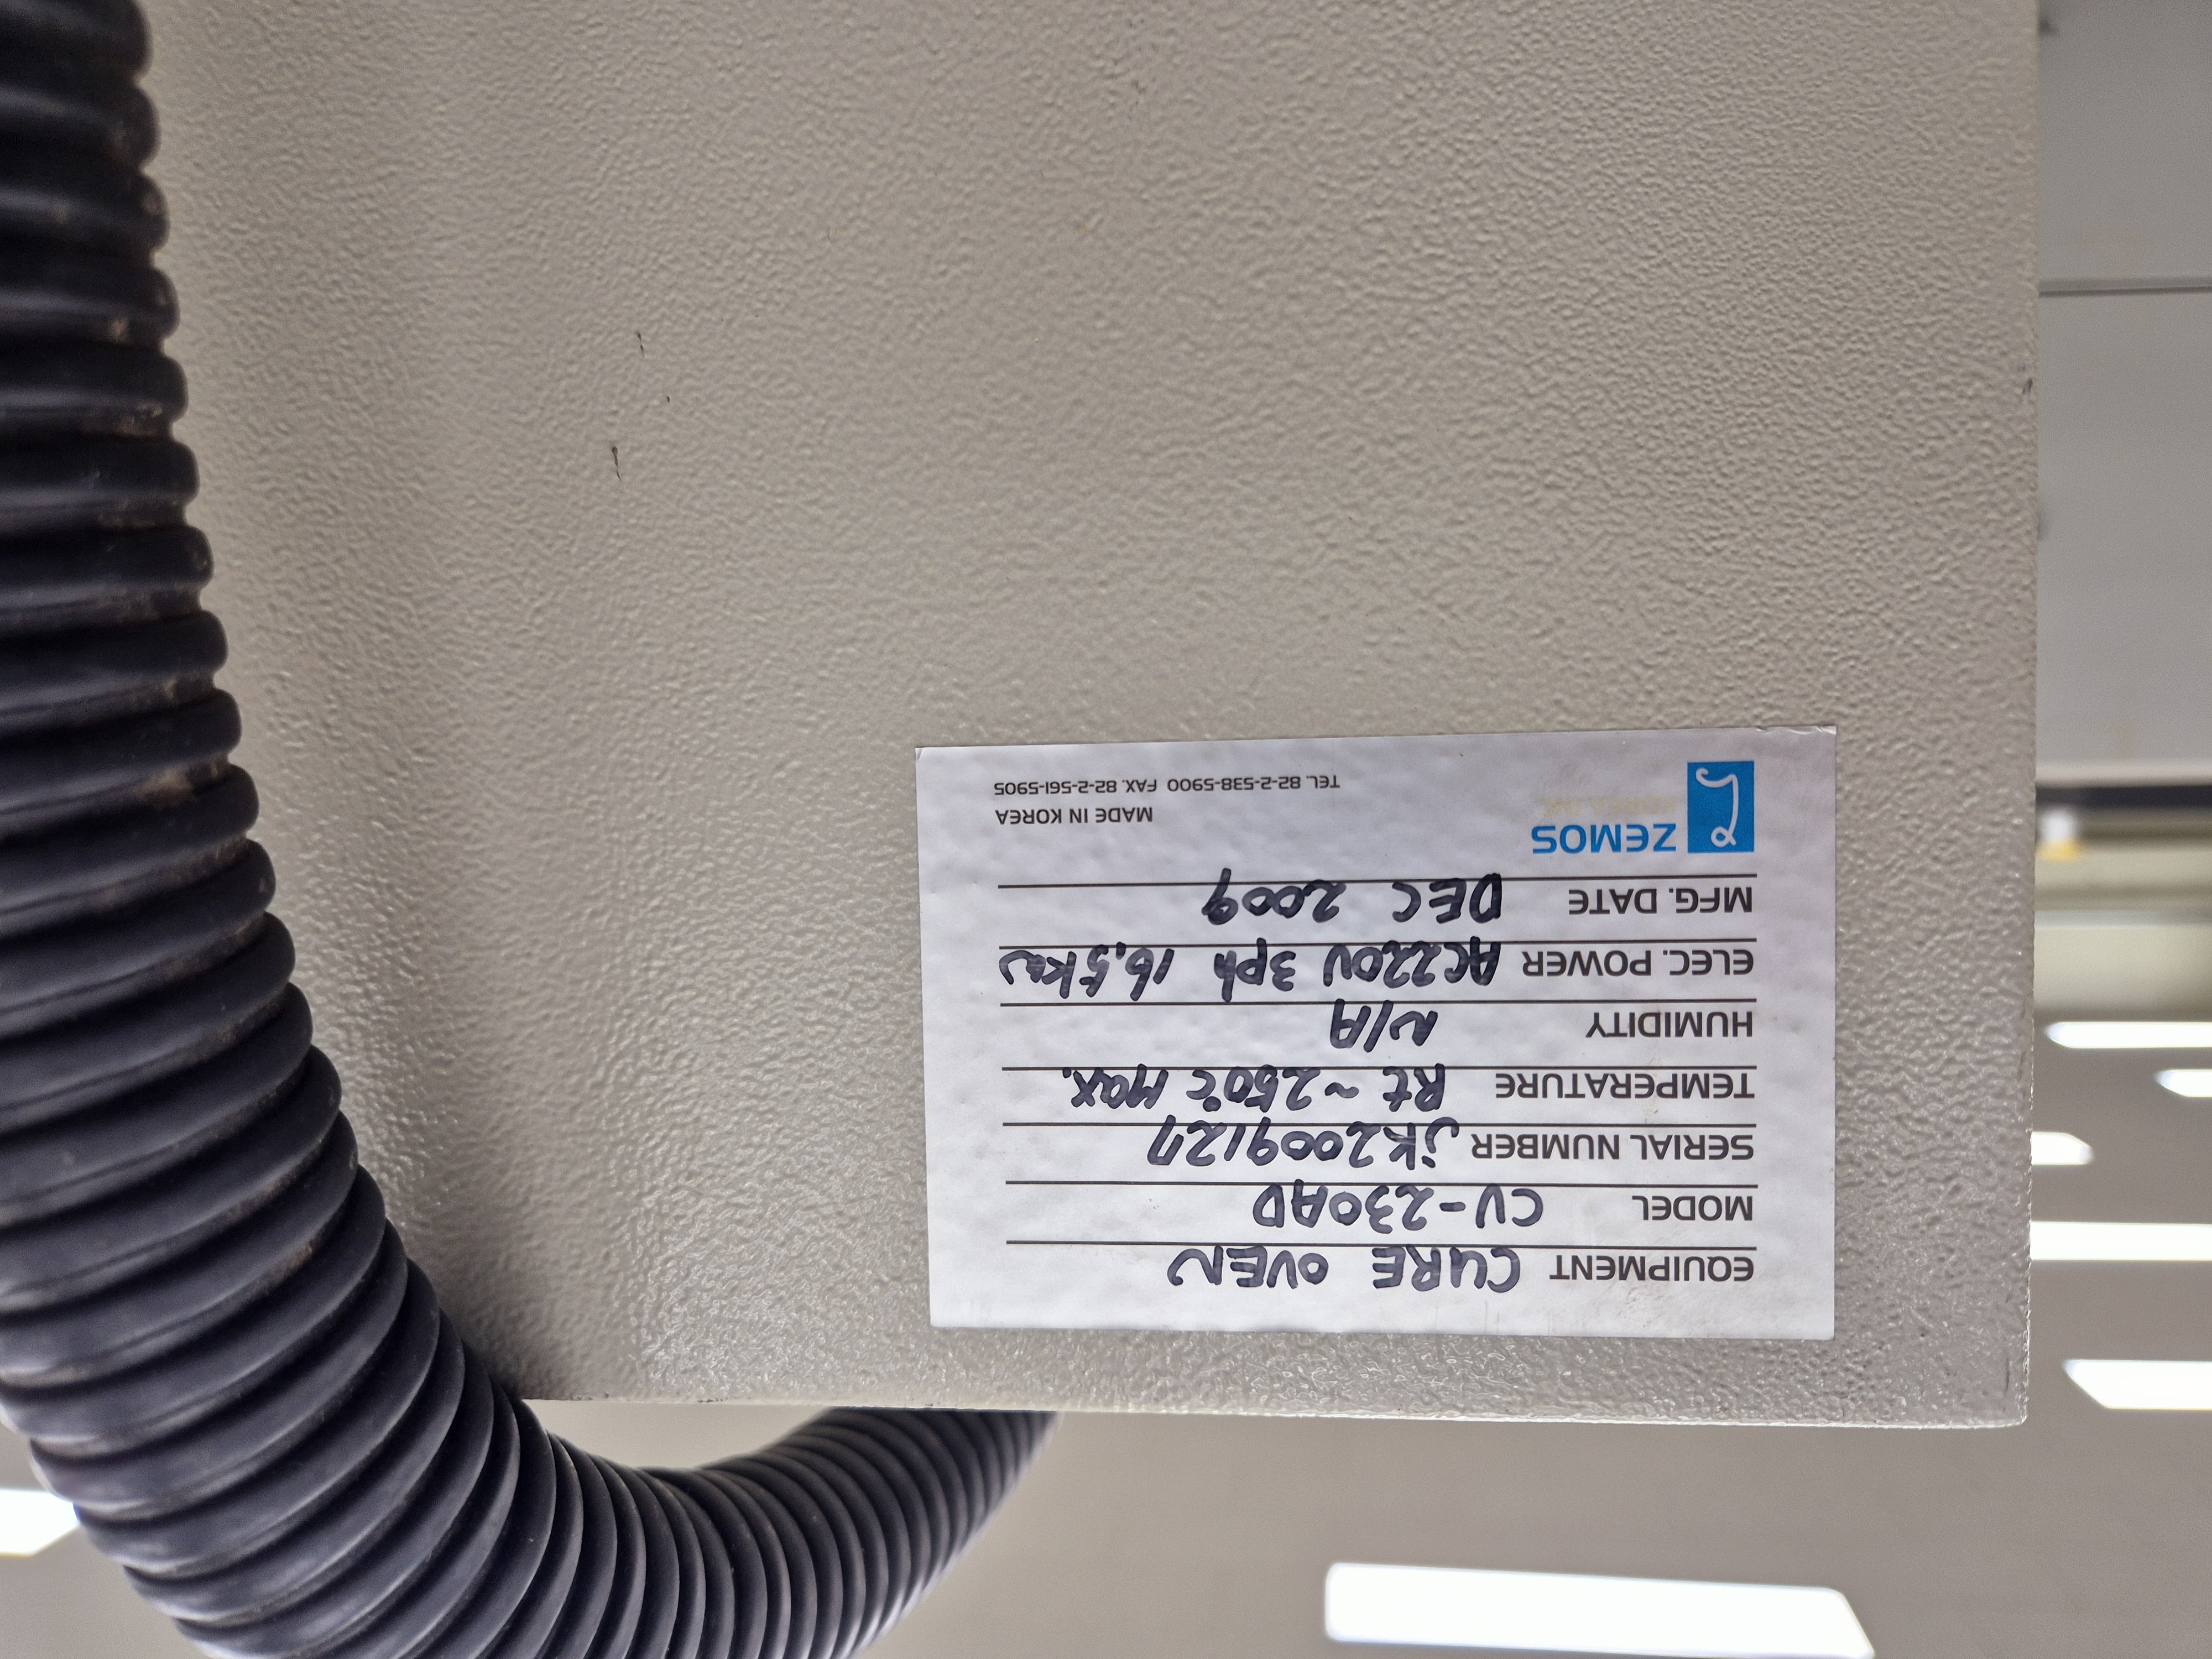 EQUIPMENT CURE OVEN
MODEL CV-230AD
SERIAL NUMBER jK20091217
TEMPERATURE Rt ~250°C Max.
HUMIDITY N/A
ELEC. POWER AC220V 3ph 16,5kw
MFG. DATE DEC 2009
ZEMOS
MADE IN KOREA
TEL. 82-2-538-5900 FAX. 82-2-561-5905